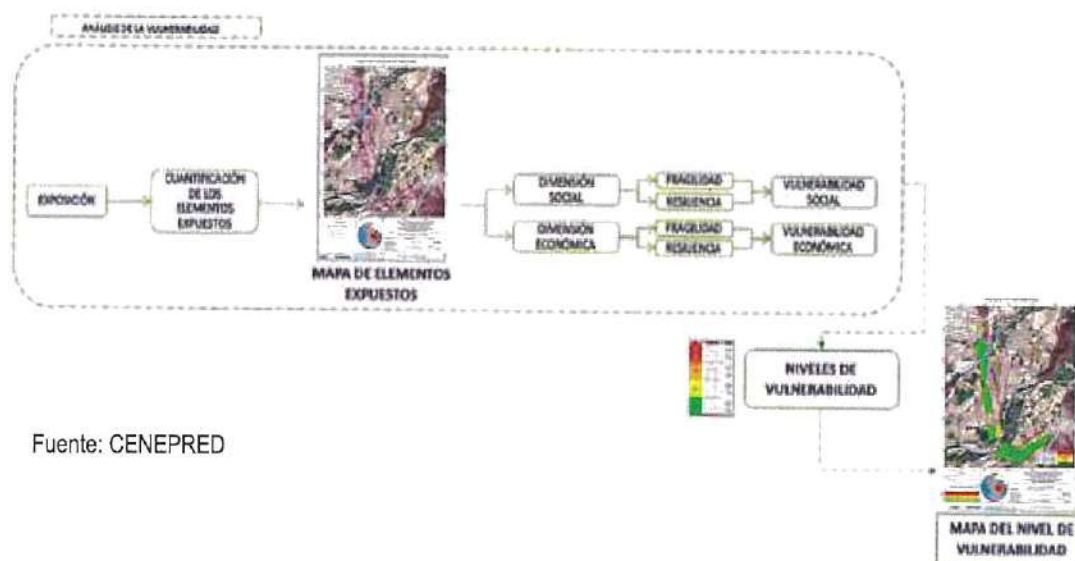 ANÁLISIS DE LA VULNERABILIDAD
EXPOSICIÓN
CUANTIFICACIÓN
DE LOS
ELEMENTOS
EXPUESTOS
MAPA DE ELEMENTOS
EXPUESTOS
DIMENSIÓN
SOCIAL
FRAGILIDAD
RESILIENCIA
VULNERABILIDAD
SOCIAL
DIMENSIÓN
ECONÓMICA
FRAGILIDAD
RESILIENCIA
VULNERABILIDAD
ECONÓMICA
NIVELES DE
VULNERABILIDAD
Fuente: CENEPRED
MAPA DEL NIVEL DE
VULNERABILIDAD